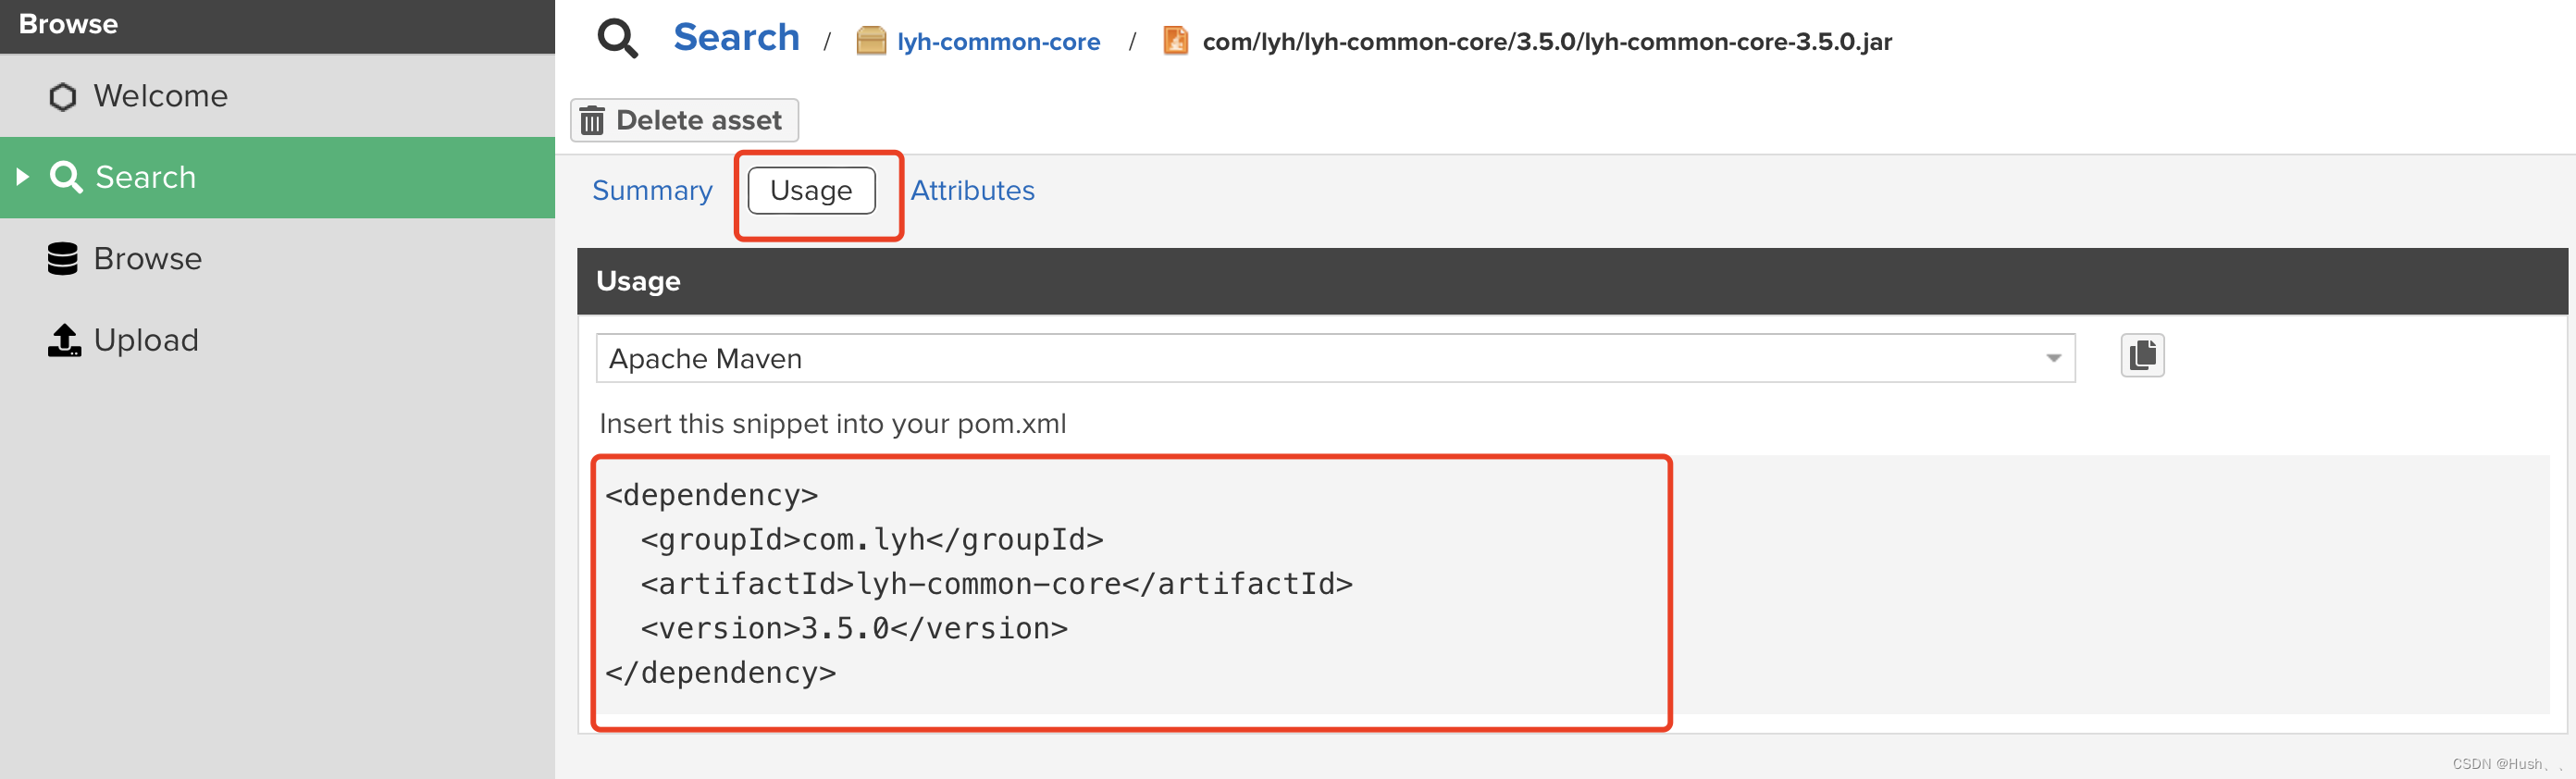 Browse
Welcome
Search
Browse
Upload
Search / lyh-common-core / com/lyh/lyh-common-core/3.5.0/lyh-common-core-3.5.0.jar
Delete asset
Summary Usage Attributes
Usage
Apache Maven
Insert this snippet into your pom.xml
<dependency>
  <groupId>com.lyh</groupId>
  <artifactId>lyh-common-core</artifactId>
  <version>3.5.0</version>
</dependency>
CSDN @Hush、、